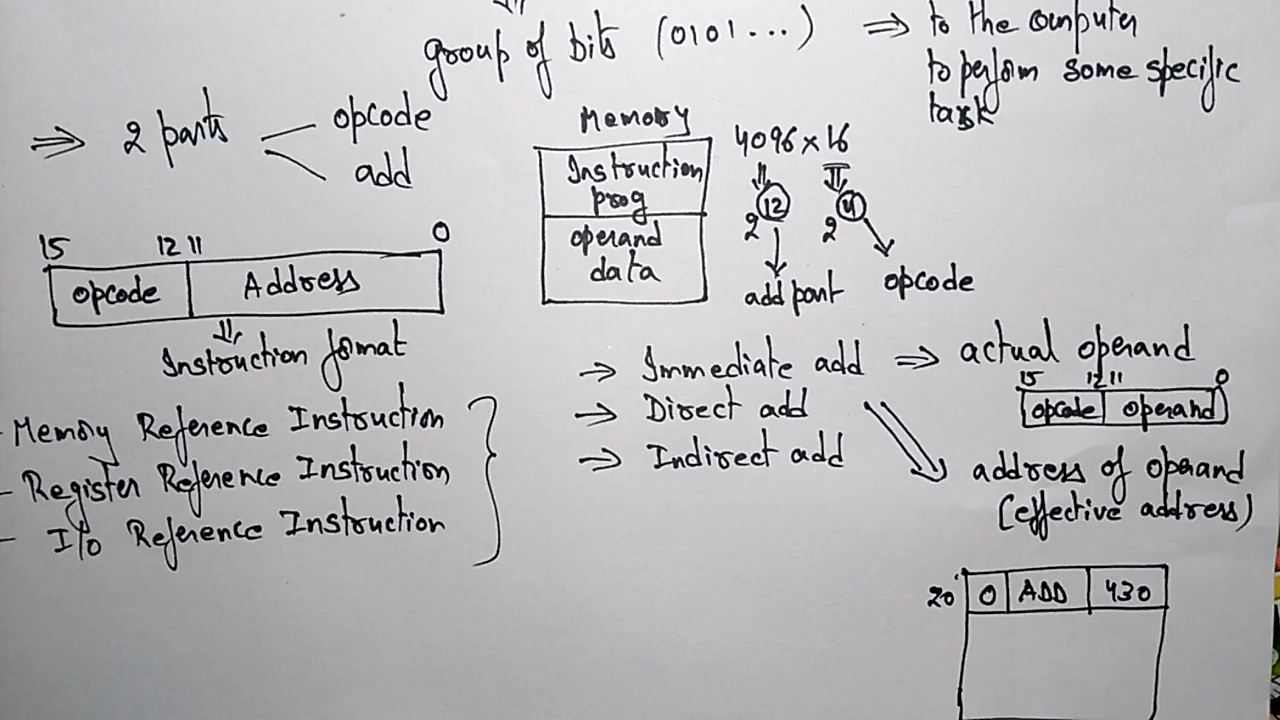 group of bits (0101...) ⇒ to the computer
to perform some specific
task
⇒ 2 parts
opcode
add
Memory
Instruction
prog
operand
data
4096 × 16
2 12
2 4
add part
opcode
15 12 11 0
opcode Address
Instruction format
- Memory Reference Instruction
- Register Reference Instruction
- I/O Reference Instruction
→ Immediate add ⇒ actual operand
→ Direct add
→ Indirect add
15 12 11 0
opcode operand
address of operand
(effective address)
20 0 ADD 430